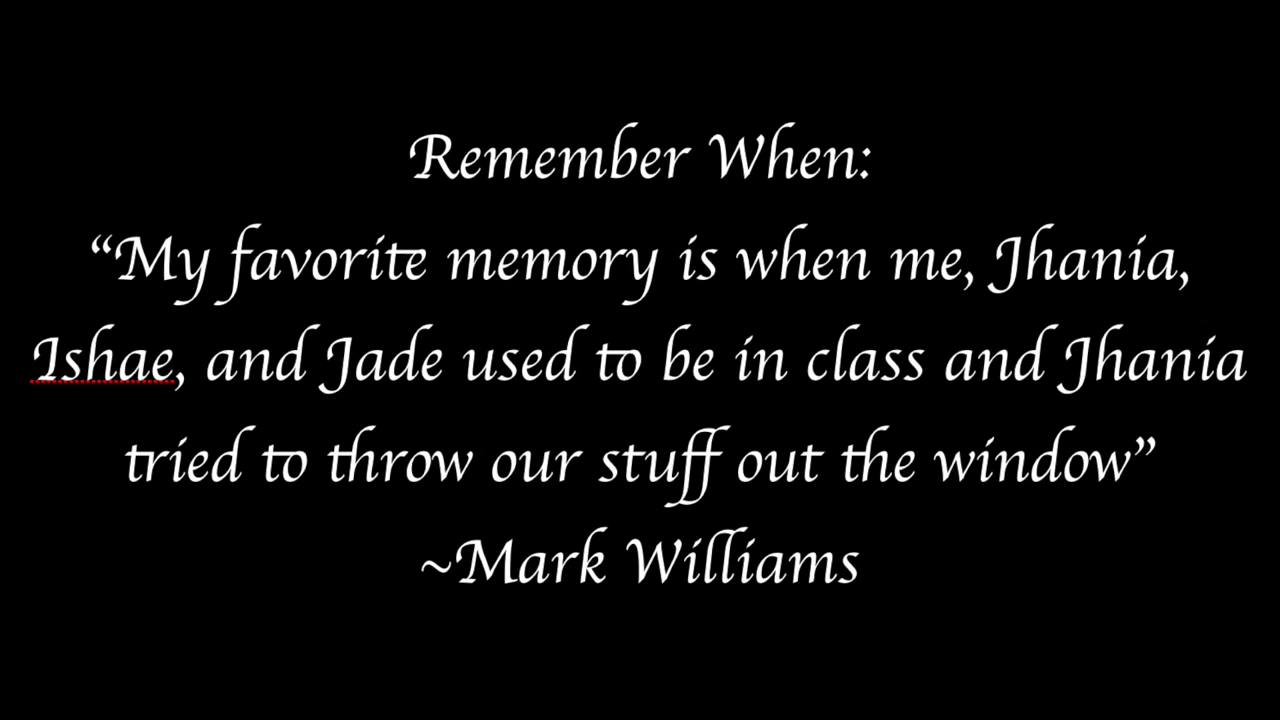 Remember When:
“My favorite memory is when me, Jhania,
Ishae, and Jade used to be in class and Jhania
tried to throw our stuff out the window”
~Mark Williams